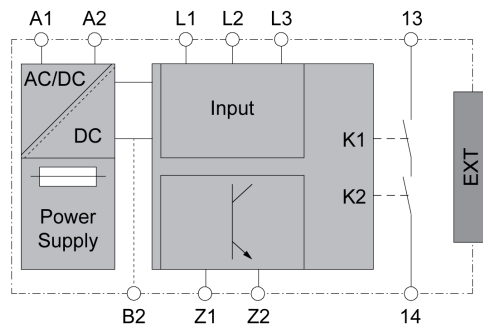 A1 A2 L1 L2 L3 13
AC/DC
DC
Input
K1
K2
EXT
Power
Supply
B2 Z1 Z2 14